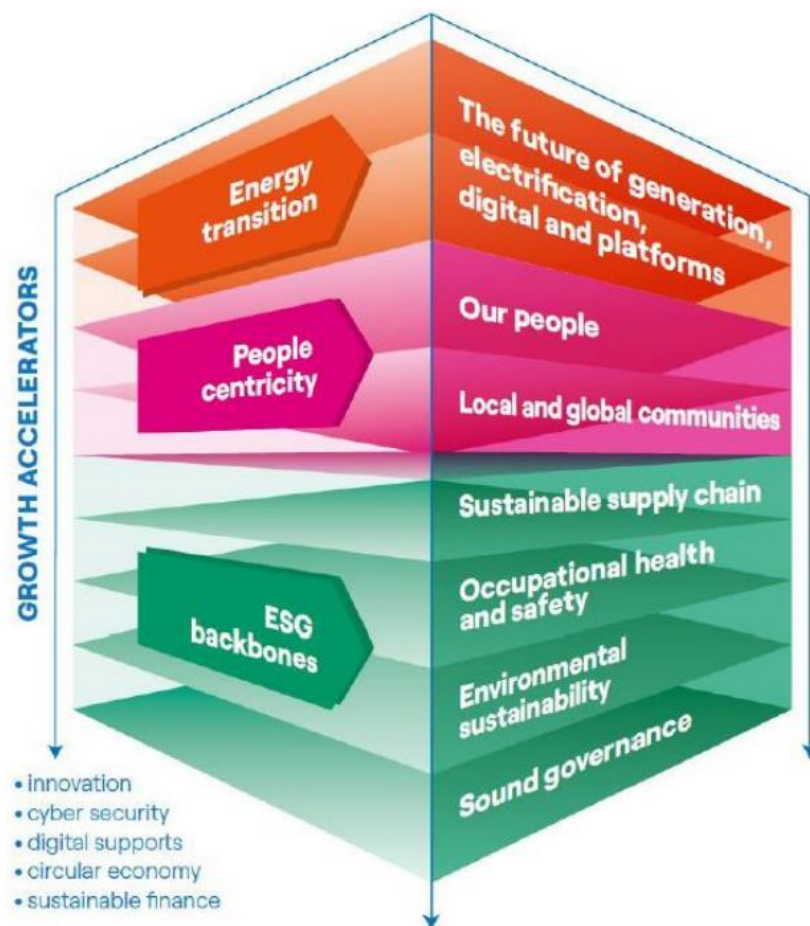 Energy
transition
The future of generation,
electrification,
digital and platforms
People
centricity
Our people
Local and global communities
ESG
backbones
Sustainable supply chain
Occupational health
and safety
Environmental
sustainability
Sound governance
GROWTH ACCELERATORS
• innovation
• cyber security
• digital supports
• circular economy
• sustainable finance